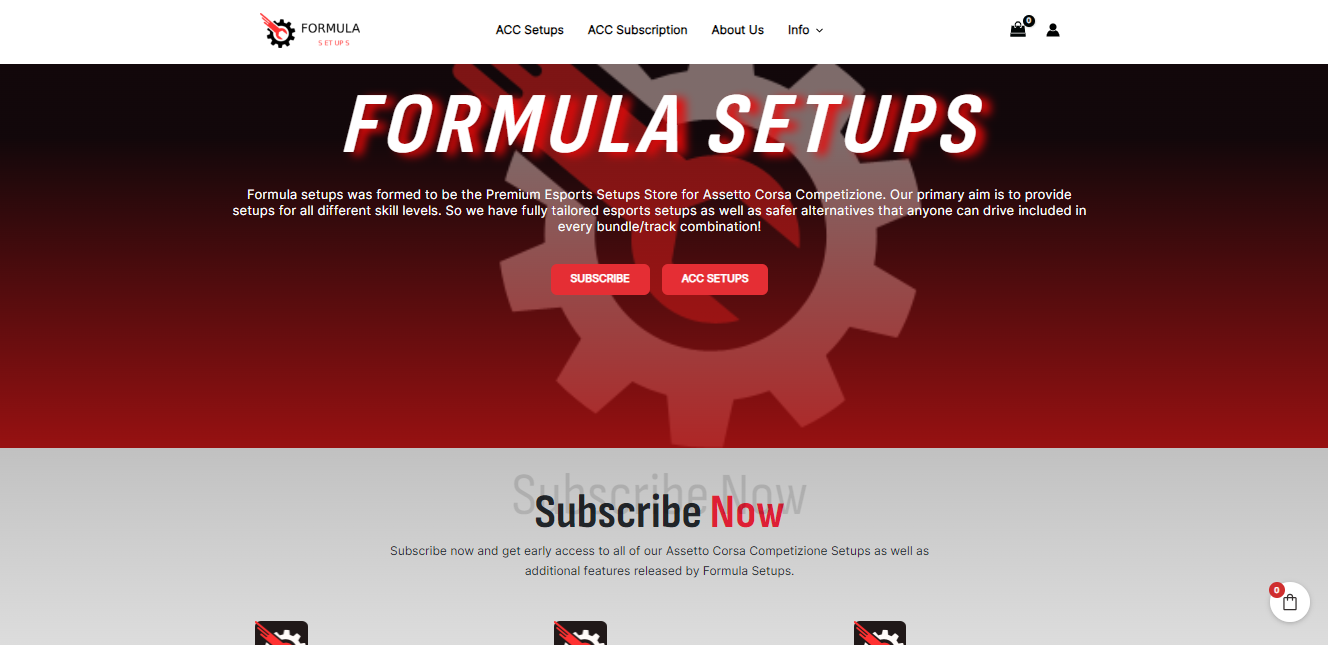 FORMULA
SETUPS
ACC Setups
ACC Subscription
About Us
Info
0
FORMULA SETUPS
Formula setups was formed to be the Premium Esports Setups Store for Assetto Corsa Competizione. Our primary aim is to provide
setups for all different skill levels. So we have fully tailored esports setups as well as safer alternatives that anyone can drive included in
every bundle/track combination!
SUBSCRIBE
ACC SETUPS
Subscribe Now
Subscribe Now
Subscribe now and get early access to all of our Assetto Corsa Competizione Setups as well as
additional features released by Formula Setups.
0